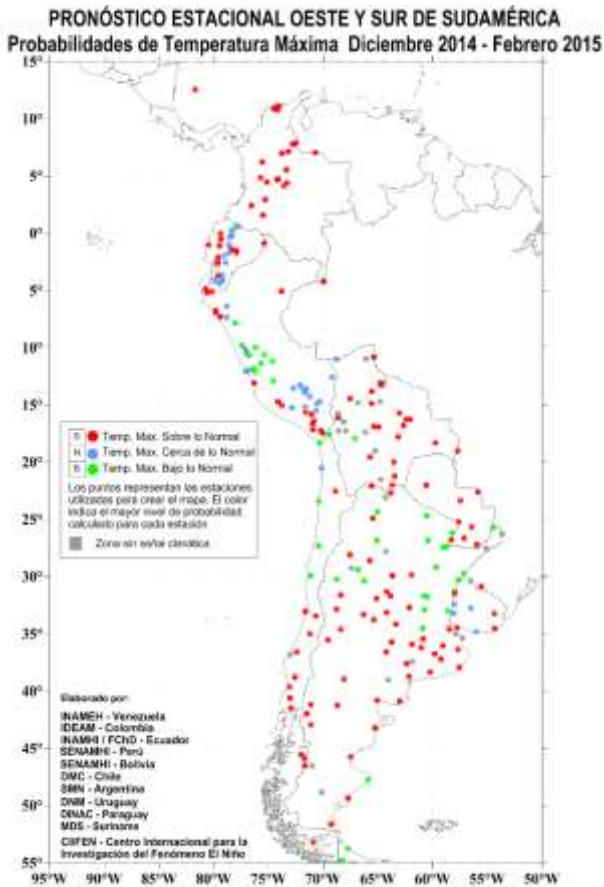 PRONÓSTICO ESTACIONAL OESTE Y SUR DE SUDAMÉRICA
Probabilidades de Temperatura Máxima Diciembre 2014 - Febrero 2015
15°
10°
5°
0°
5°
10°
15°
S Temp. Max. Sobre lo Normal
N Temp. Max. Cerca de lo Normal
B Temp. Max. Bajo lo Normal
Los puntos representan las estaciones
utilizadas para crear el mapa. El color
indica el mayor nivel de probabilidad
calculado para cada estación
Zona sin señal climática
20°
25°
30°
35°
40°
45°
50°
55°
Elaborado por:
INAMEH - Venezuela
IDEAM - Colombia
INAMHI / FChD - Ecuador
SENAMHI - Perú
SENAMHI - Bolivia
DMC - Chile
SMN - Argentina
DNM - Uruguay
DINAC - Paraguay
MDS - Suriname
CIIFEN - Centro Internacional para la
Investigación del Fenómeno El Niño
95°W 90°W 85°W 80°W 75°W 70°W 65°W 60°W 55°W 50°W